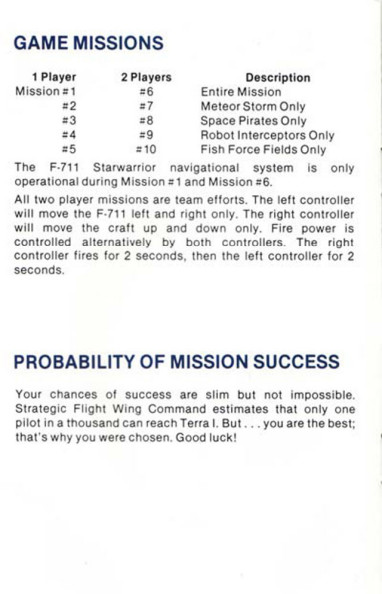 GAME MISSIONS
1 Player 2 Players Description
Mission #1 #6 Entire Mission
#2 #7 Meteor Storm Only
#3 #8 Space Pirates Only
#4 #9 Robot Interceptors Only
#5 #10 Fish Force Fields Only
The F-711 Starwarrior navigational system is only
operational during Mission #1 and Mission #6.
All two player missions are team efforts. The left controller
will move the F-711 left and right only. The right controller
will move the craft up and down only. Fire power is
controlled alternatively by both controllers. The right
controller fires for 2 seconds, then the left controller for 2
seconds.
PROBABILITY OF MISSION SUCCESS
Your chances of success are slim but not impossible.
Strategic Flight Wing Command estimates that only one
pilot in a thousand can reach Terra I. But . . . you are the best;
that's why you were chosen. Good luck!